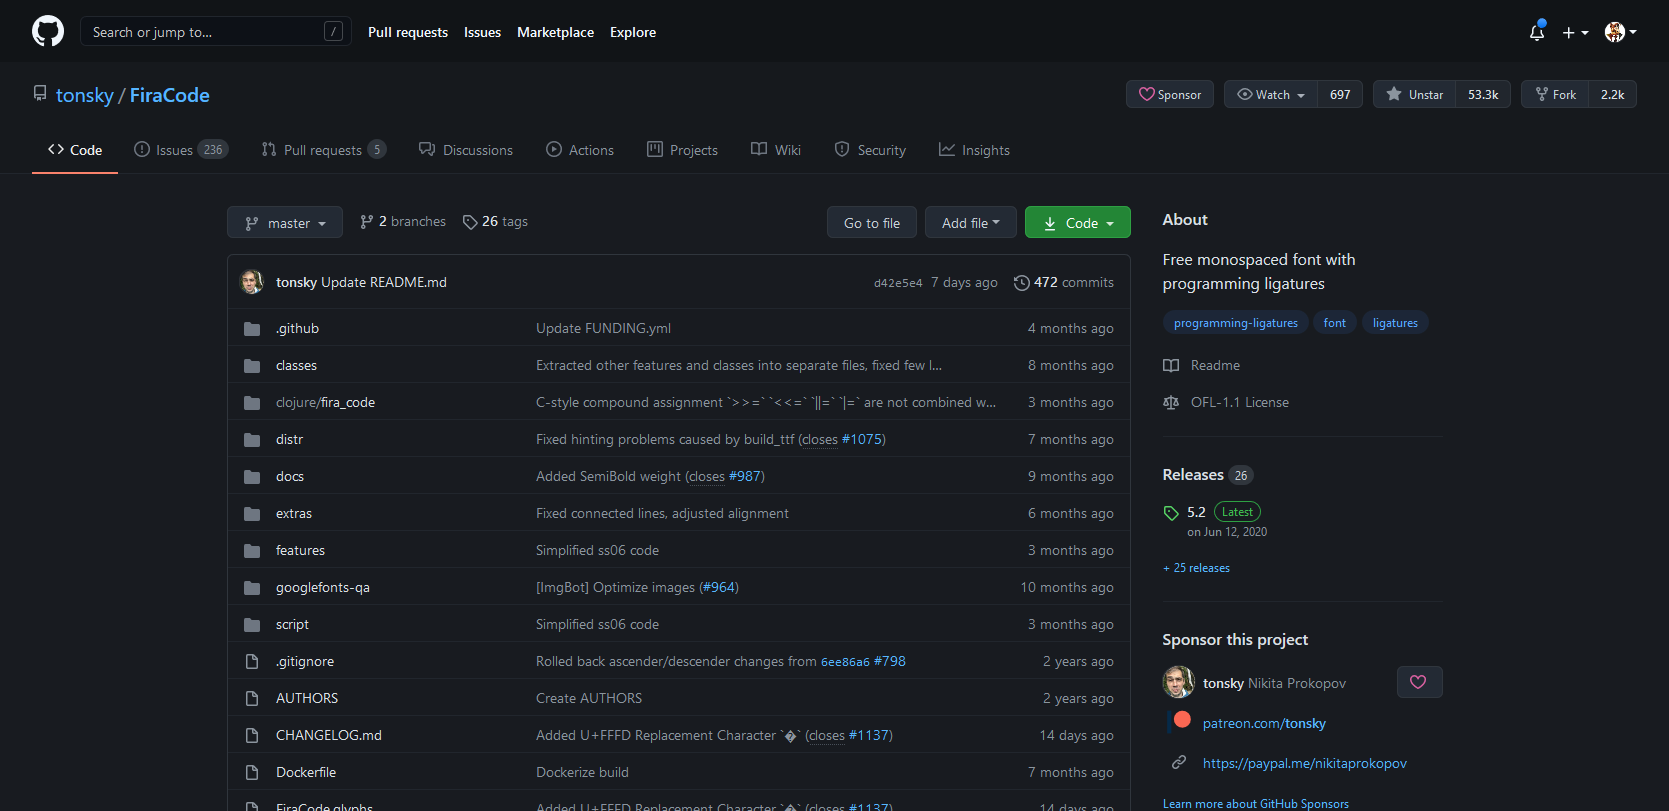 Search or jump to... /
Pull requests Issues Marketplace Explore
tonsky / FiraCode
Sponsor Watch 697 Unstar 53.3k Fork 2.2k
Code Issues 236 Pull requests 5 Discussions Actions Projects Wiki Security Insights
master 2 branches 26 tags Go to file Add file Code
tonsky Update README.md d42e5e4 7 days ago 472 commits
.github Update FUNDING.yml 4 months ago
classes Extracted other features and classes into separate files, fixed few l... 8 months ago
clojure/fira_code C-style compound assignment `>>=` `<<=` `||=` `|=` are not combined w... 3 months ago
distr Fixed hinting problems caused by build_ttf (closes #1075) 7 months ago
docs Added SemiBold weight (closes #987) 9 months ago
extras Fixed connected lines, adjusted alignment 6 months ago
features Simplified ss06 code 3 months ago
googlefonts-qa [ImgBot] Optimize images (#964) 10 months ago
script Simplified ss06 code 3 months ago
.gitignore Rolled back ascender/descender changes from 6ee86a6 #798 2 years ago
AUTHORS Create AUTHORS 2 years ago
CHANGELOG.md Added U+FFFD Replacement Character `�` (closes #1137) 14 days ago
Dockerfile Dockerize build 7 months ago
FiraCode.glyphs Added U+FFFD Replacement Character `�` (closes #1137) 14 days ago
About
Free monospaced font with
programming ligatures
programming-ligatures font ligatures
Readme
OFL-1.1 License
Releases 26
5.2 Latest
on Jun 12, 2020
+ 25 releases
Sponsor this project
tonsky Nikita Prokopov
patreon.com/tonsky
https://paypal.me/nikitaprokopov
Learn more about GitHub Sponsors